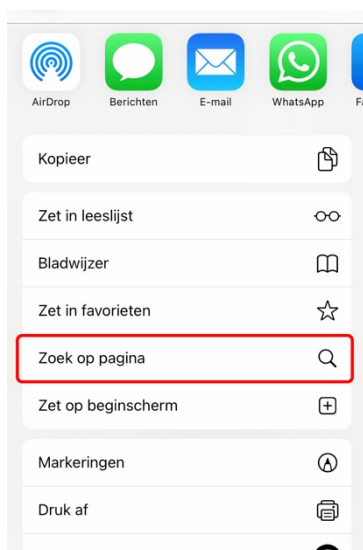 AirDrop Berichten E-mail WhatsApp
Kopieer
Zet in leeslijst
Bladwijzer
Zet in favorieten
Zoek op pagina
Zet op beginscherm
Markeringen
Druk af